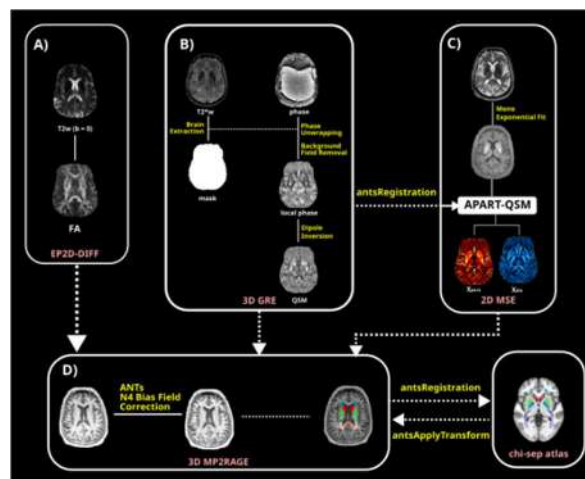 A)
T2w (b = 0)
FA
EP2D-DIFF
B)
T2*w
phase
Brain
Extraction
Phase
Unwrapping
Background
Field Removal
mask
local phase
Dipole
Inversion
QSM
3D GRE
antsRegistration
C)
Mono
Exponential Fit
APART-QSM
2D MSE
D)
ANTs
N4 Bias Field
Correction
3D MP2RAGE
antsRegistration
antsApplyTransform
chi-sep atlas